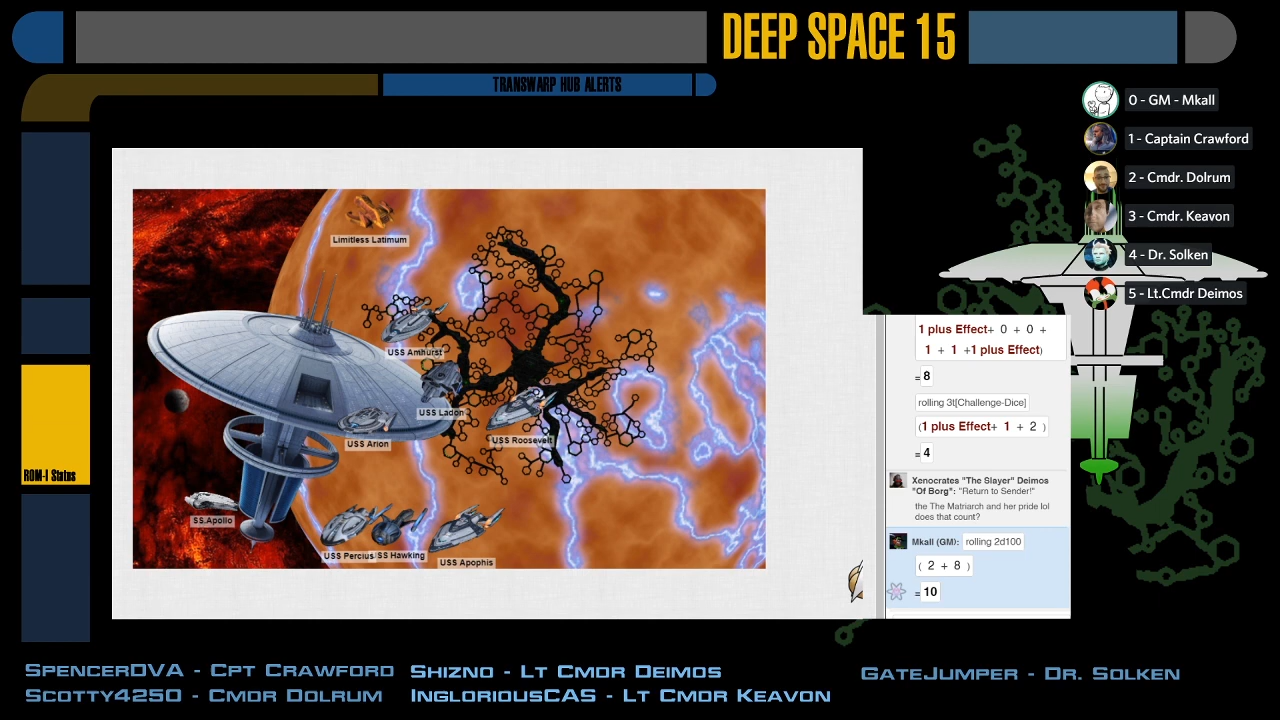 DEEP SPACE 15
TRANSWARP HUB ALERTS
0 - GM - Mkall
1 - Captain Crawford
2 - Cmdr. Dolrum
3 - Cmdr. Keavon
4 - Dr. Solken
5 - Lt.Cmdr Deimos
Limitless Latimum
USS Amhurst
USS Ladon
USS Arion
USS Roosevelt
SS.Apollo
USS Percius
SS Hawking
USS Apophis
1 plus Effect+ 0 + 0 +
1 + 1 +1 plus Effect)
=8
rolling 3t[Challenge-Dice]
(1 plus Effect+ 1 + 2 )
=4
Xenocrates "The Slayer" Deimos
"Of Borg": "Return to Sender!"
the The Matriarch and her pride lol
does that count?
Mkall (GM): rolling 2d100
( 2 + 8 )
=10
ROM-I Status
SpencerDVA - Cpt Crawford
Shizno - Lt Cmdr Deimos
GateJumper - Dr. Solken
Scotty4250 - Cmdr Dolrum
IngloriousCAS - Lt Cmdr Keavon